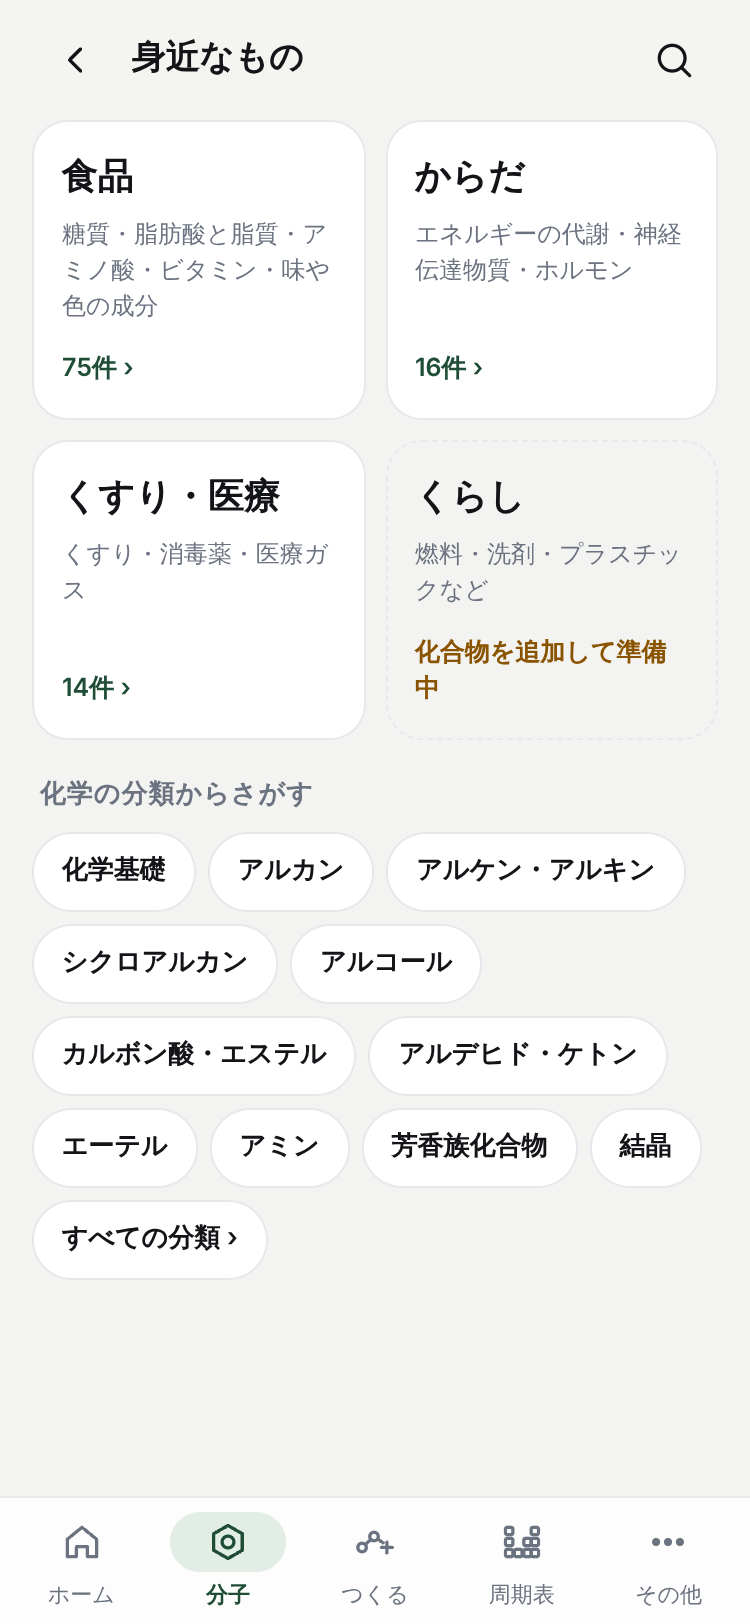 身近なもの
食品
糖質・脂肪酸と脂質・ア
ミノ酸・ビタミン・味や
色の成分
75件 ›
からだ
エネルギーの代謝・神経
伝達物質・ホルモン
16件 ›
くすり・医療
くすり・消毒薬・医療ガ
ス
14件 ›
くらし
燃料・洗剤・プラスチッ
クなど
化合物を追加して準備
中
化学の分類からさがす
化学基礎
アルカン
アルケン・アルキン
シクロアルカン
アルコール
カルボン酸・エステル
アルデヒド・ケトン
エーテル
アミン
芳香族化合物
結晶
すべての分類 ›
ホーム
分子
つくる
周期表
その他